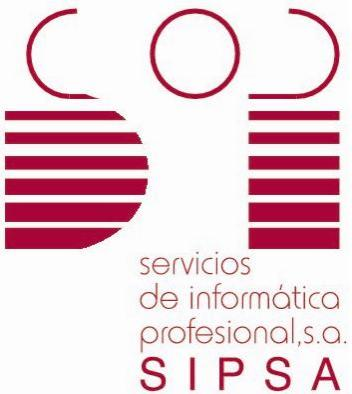 servicios
de informática
profesional,s.a.
SIPSA